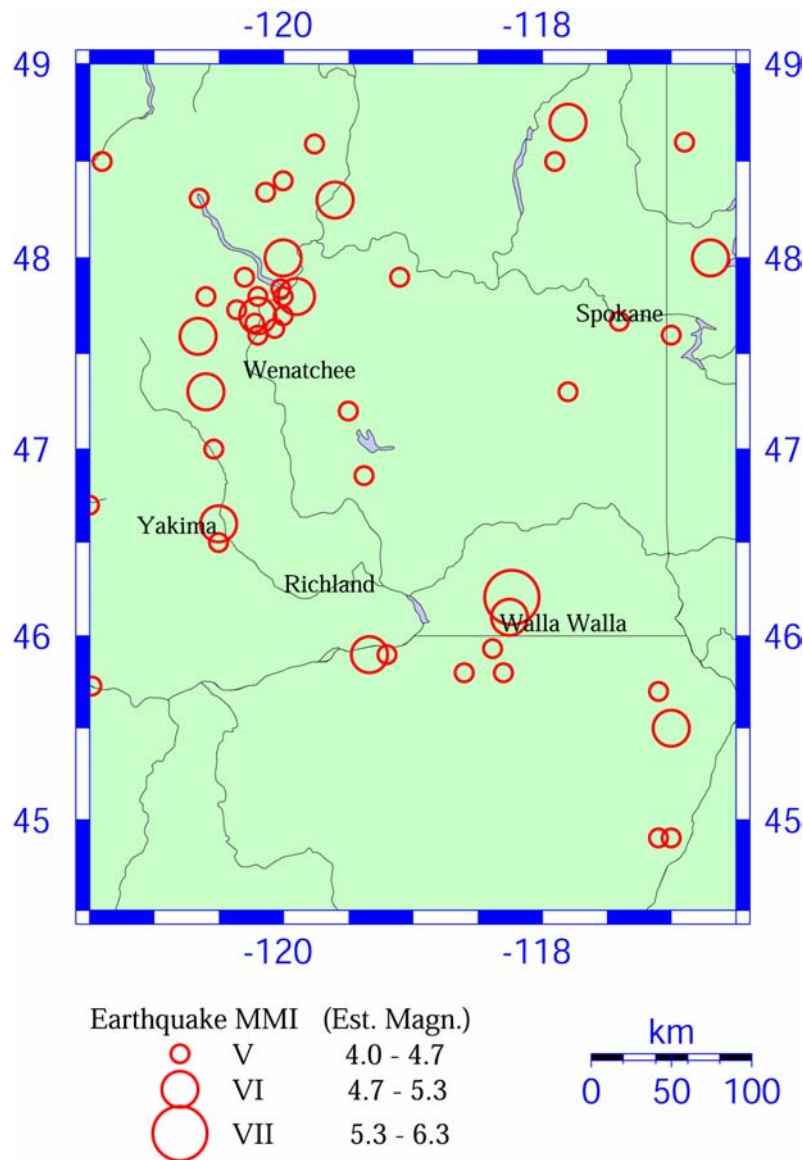 -120 -118
49 49
48 48
Spokane
Wenatchee
47 47
Yakima
Richland
Walla Walla
46 46
45 45
-120 -118
Earthquake MMI (Est. Magn.)
V 4.0 - 4.7
VI 4.7 - 5.3
VII 5.3 - 6.3
km
0 50 100